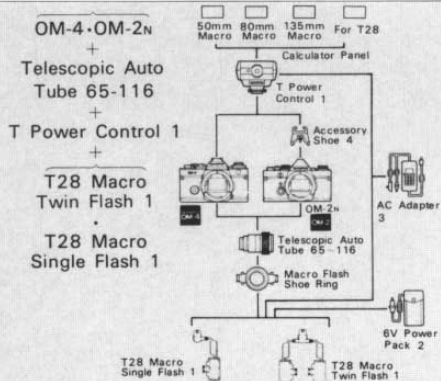 OM-4·OM-2N
+
Telescopic Auto
Tube 65-116
+
T Power Control 1
+
T28 Macro
Twin Flash 1
·
T28 Macro
Single Flash 1
50mm Macro
80mm Macro
135mm Macro
For T28
Calculator Panel
T Power
Control 1
Accessory
Shoe 4
OM-4
OM-2N
OM-2
AC Adapter
3
Telescopic Auto
Tube 65-116
Macro Flash
Shoe Ring
6V Power
Pack 2
T28 Macro
Single Flash 1
T28 Macro
Twin Flash 1